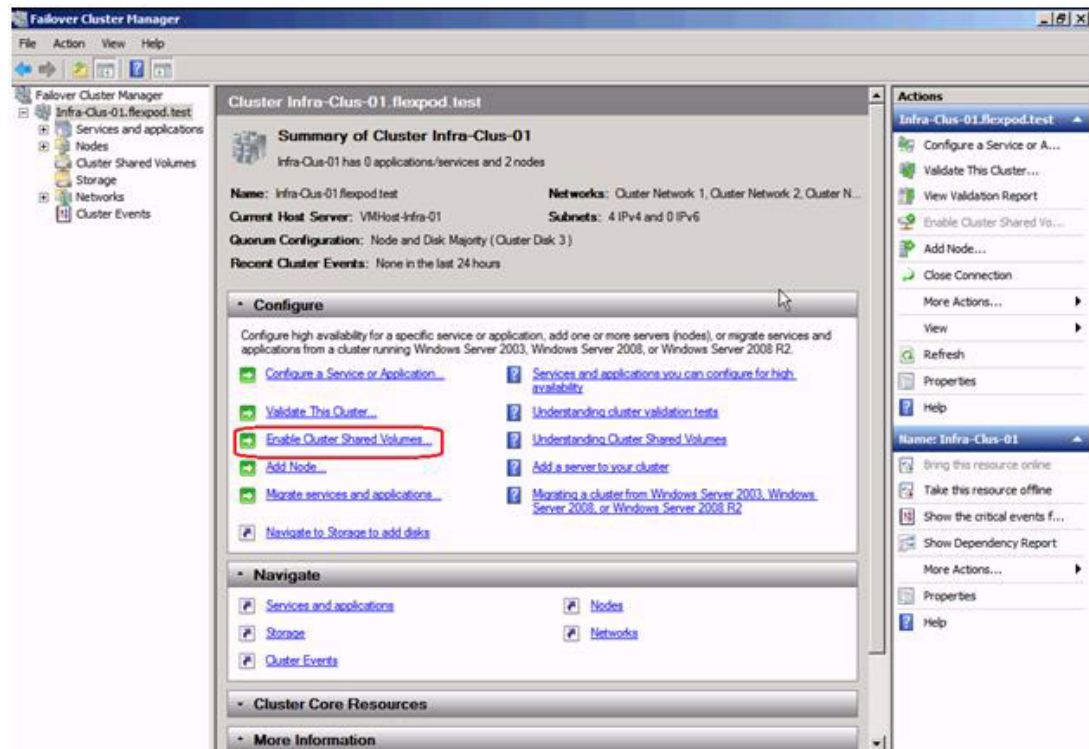 Failover Cluster Manager
File Action View Help
Failover Cluster Manager
Infra-Clus-01.flexpod.test
Services and applications
Nodes
Cluster Shared Volumes
Storage
Networks
Cluster Events
Cluster Infra-Clus-01.flexpod.test
Summary of Cluster Infra-Clus-01
Infra-Clus-01 has 0 applications/services and 2 nodes
Name: Infra-Clus-01.flexpod.test
Networks: Cluster Network 1, Cluster Network 2, Cluster N...
Current Host Server: VMHost-Infra-01
Subnets: 4 IPv4 and 0 IPv6
Quorum Configuration: Node and Disk Majority (Cluster Disk 3)
Recent Cluster Events: None in the last 24 hours
Configure
Configure high availability for a specific service or application, add one or more servers (nodes), or migrate services and
applications from a cluster running Windows Server 2003, Windows Server 2008, or Windows Server 2008 R2.
Configure a Service or Application...
Services and applications you can configure for high
availability
Validate This Cluster...
Understanding cluster validation tests
Enable Cluster Shared Volumes...
Understanding Cluster Shared Volumes
Add Node...
Add a server to your cluster
Migrate services and applications...
Migrating a cluster from Windows Server 2003, Windows
Server 2008, or Windows Server 2008 R2
Navigate to Storage to add disks
Navigate
Services and applications
Nodes
Storage
Networks
Cluster Events
Cluster Core Resources
More Information
Actions
Infra-Clus-01.flexpod.test
Configure a Service or A...
Validate This Cluster...
View Validation Report
Enable Cluster Shared Vo...
Add Node...
Close Connection
More Actions...
View
Refresh
Properties
Help
Name: Infra-Clus-01
Bring this resource online
Take this resource offline
Show the critical events f...
Show Dependency Report
More Actions...
Properties
Help